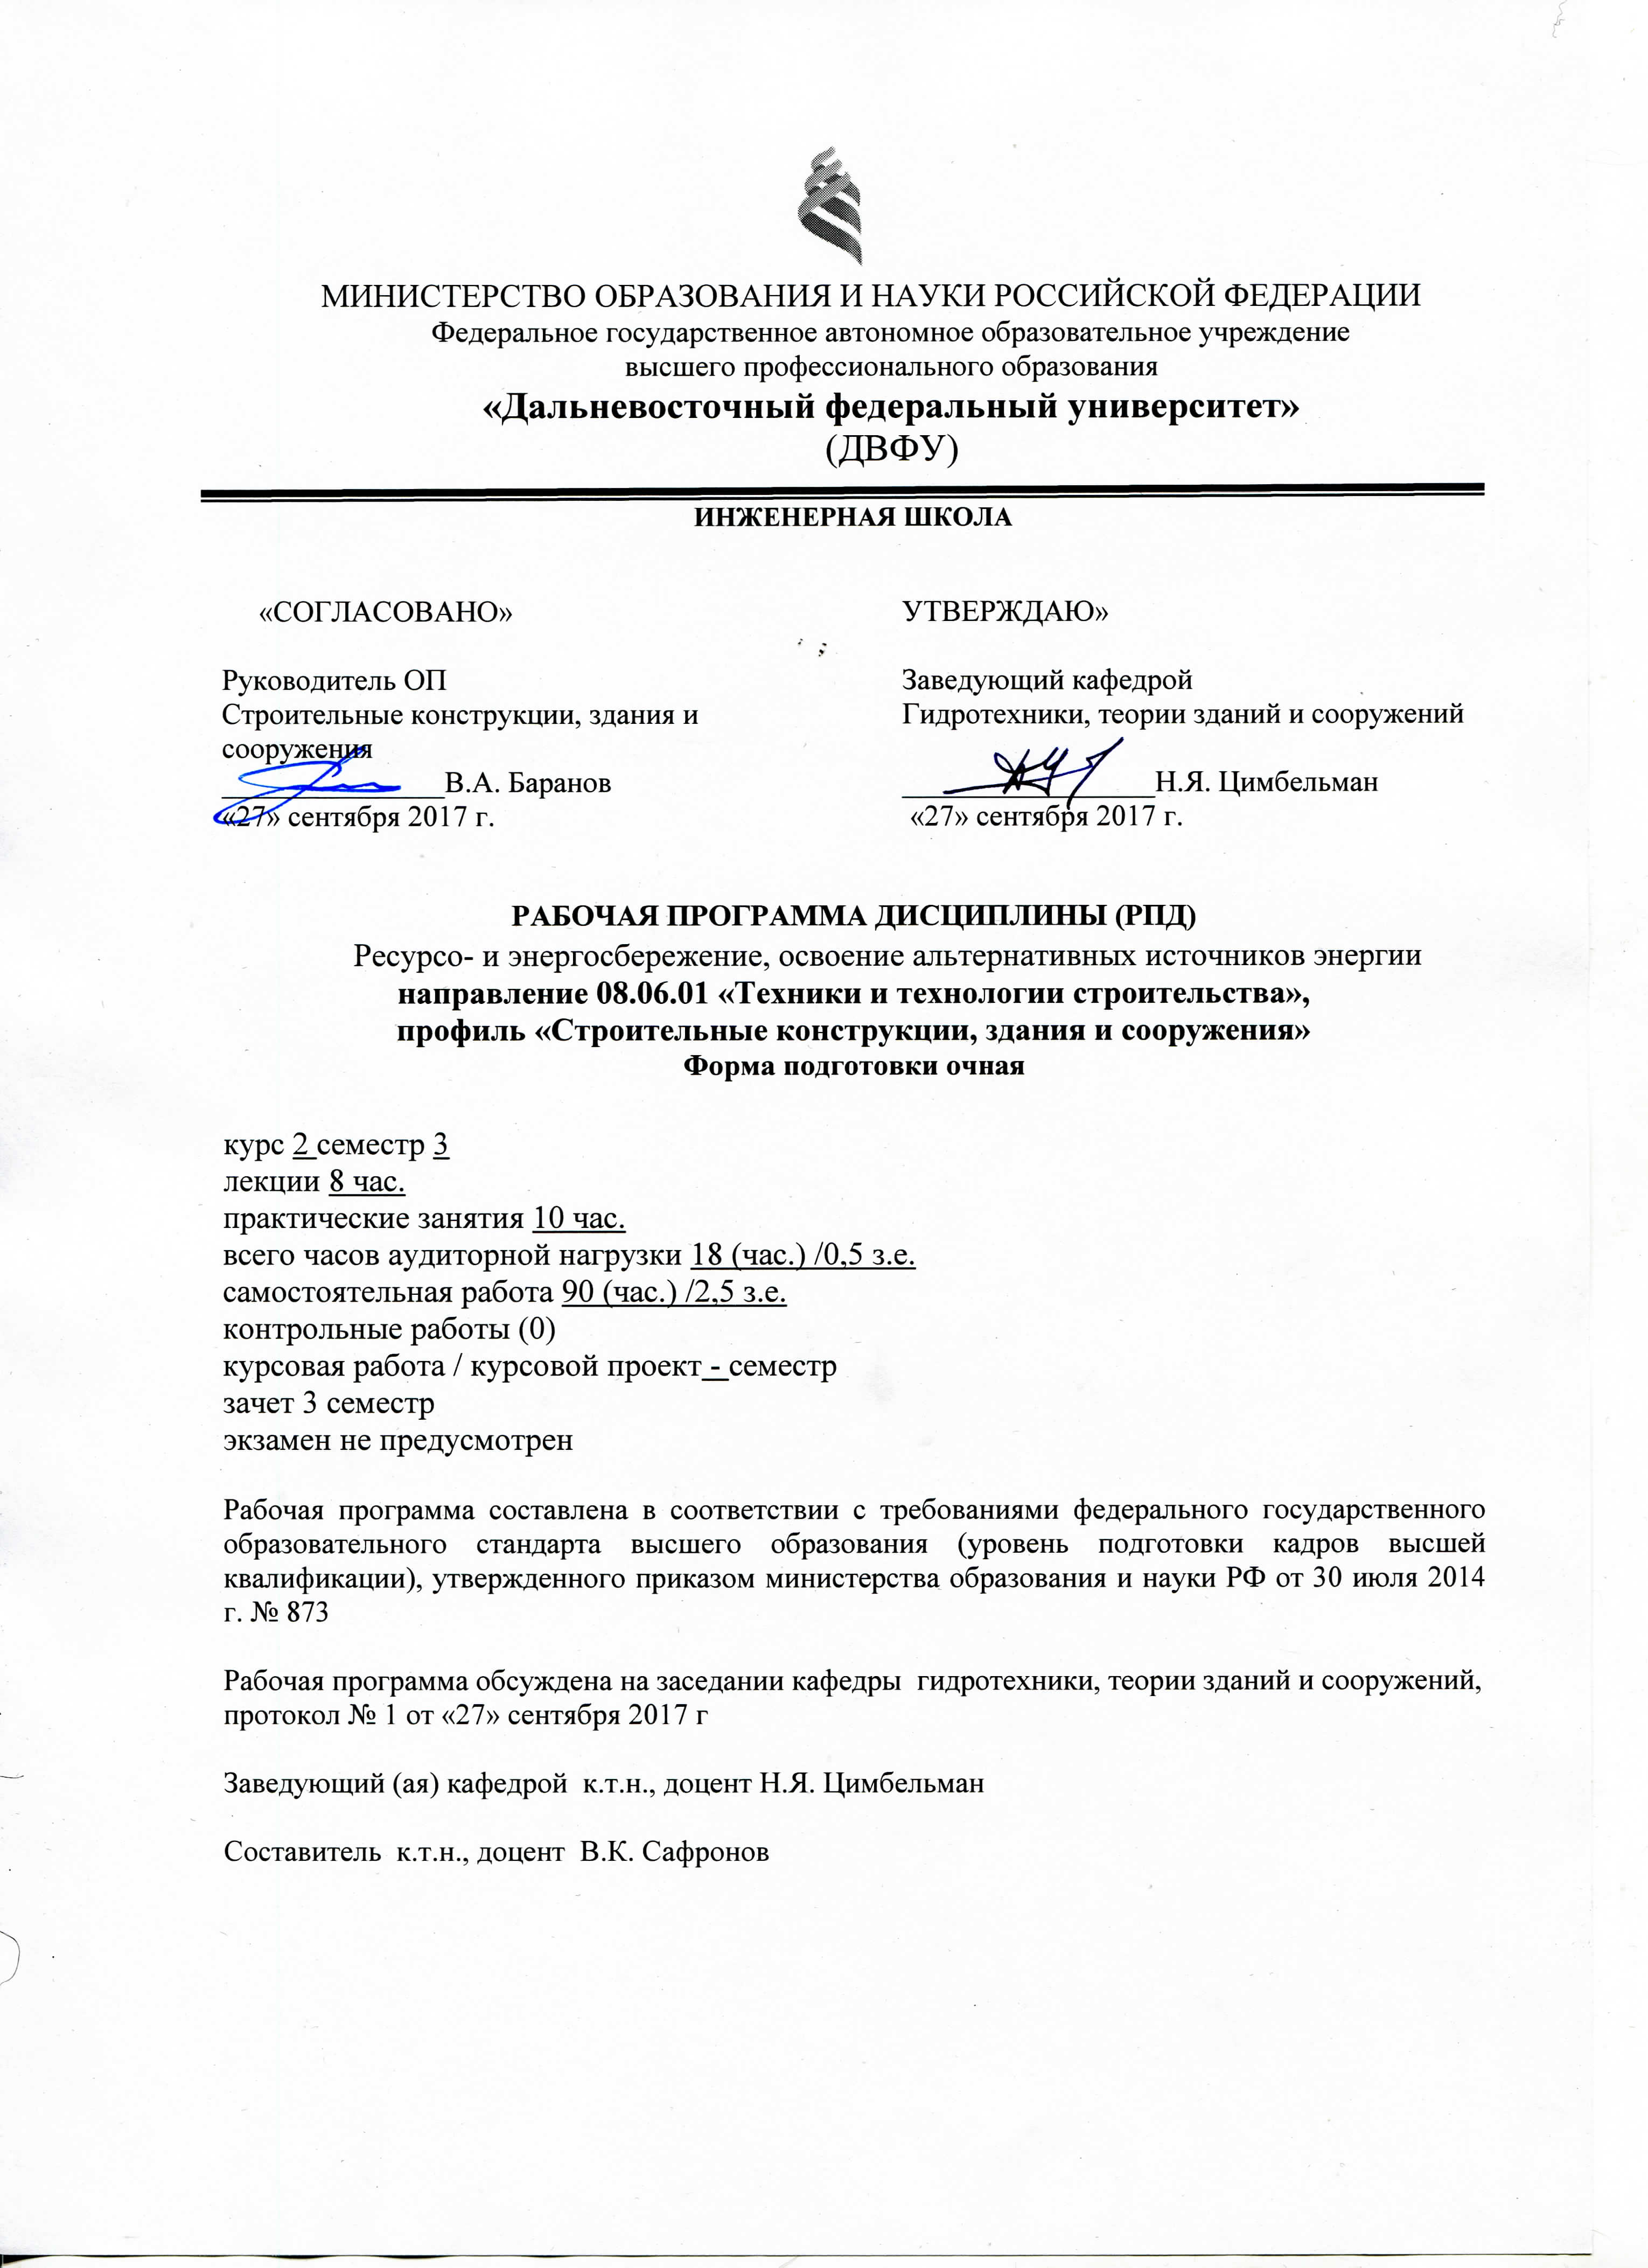 МИНИСТЕРСТВО ОБРАЗОВАНИЯ И НАУКИ РОССИЙСКОЙ ФЕДЕРАЦИИ
Федеральное государственное автономное образовательное учреждение
высшего профессионального образования
«Дальневосточный федеральный университет»
(ДВФУ)
ИНЖЕНЕРНАЯ ШКОЛА
«СОГЛАСОВАНО»
Руководитель ОП
Строительные конструкции, здания и
сооружения
В.А. Баранов
«27» сентября 2017 г.
УТВЕРЖДАЮ»
Заведующий кафедрой
Гидротехники, теории зданий и сооружений
Н.Я. Цимбельман
«27» сентября 2017 г.
РАБОЧАЯ ПРОГРАММА ДИСЦИПЛИНЫ (РПД)
Ресурсо- и энергосбережение, освоение альтернативных источников энергии
направление 08.06.01 «Техники и технологии строительства»,
профиль «Строительные конструкции, здания и сооружения»
Форма подготовки очная
курс 2 семестр 3
лекции 8 час.
практические занятия 10 час.
всего часов аудиторной нагрузки 18 (час.) /0,5 з.е.
самостоятельная работа 90 (час.) /2,5 з.е.
контрольные работы (0)
курсовая работа / курсовой проект - семестр
зачет 3 семестр
экзамен не предусмотрен
Рабочая программа составлена в соответствии с требованиями федерального государственного
образовательного стандарта высшего образования (уровень подготовки кадров высшей
квалификации), утвержденного приказом министерства образования и науки РФ от 30 июля 2014
г. № 873
Рабочая программа обсуждена на заседании кафедры гидротехники, теории зданий и сооружений,
протокол № 1 от «27» сентября 2017 г
Заведующий (ая) кафедрой к.т.н., доцент Н.Я. Цимбельман
Составитель к.т.н., доцент В.К. Сафронов